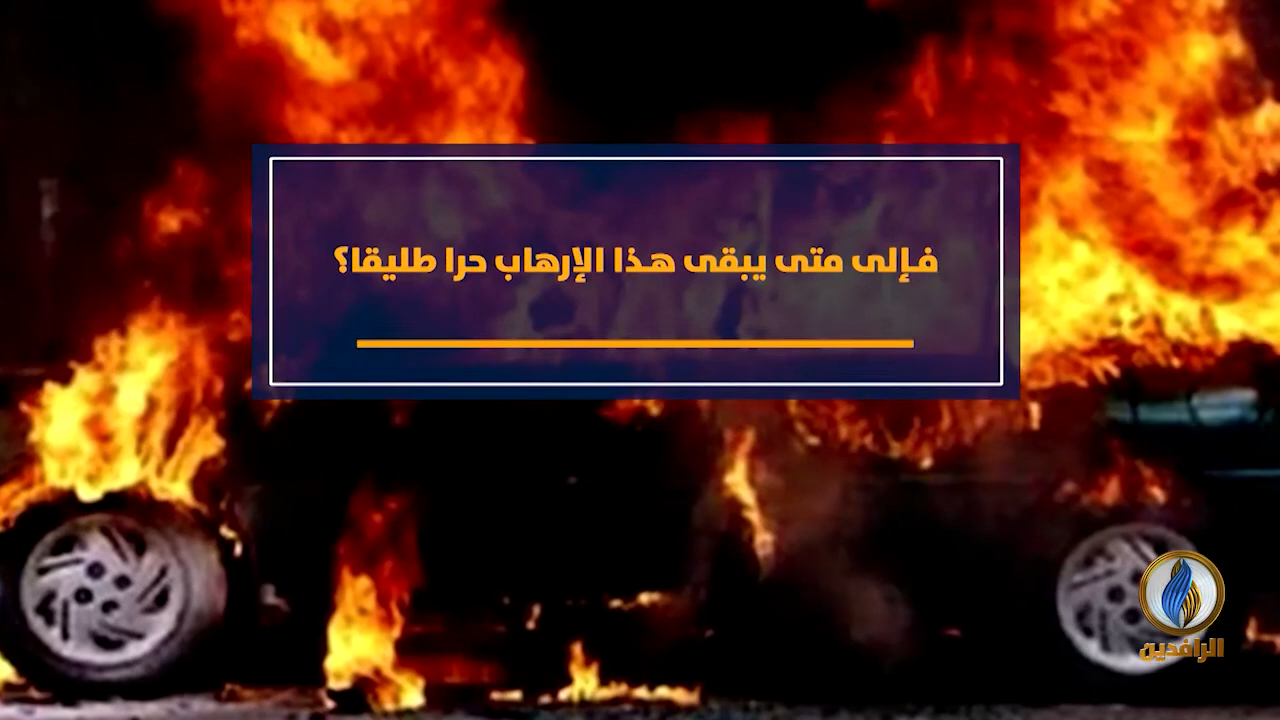 فإلى متى يبقى هذا الإرهاب حرا طليقا؟
الرافدين